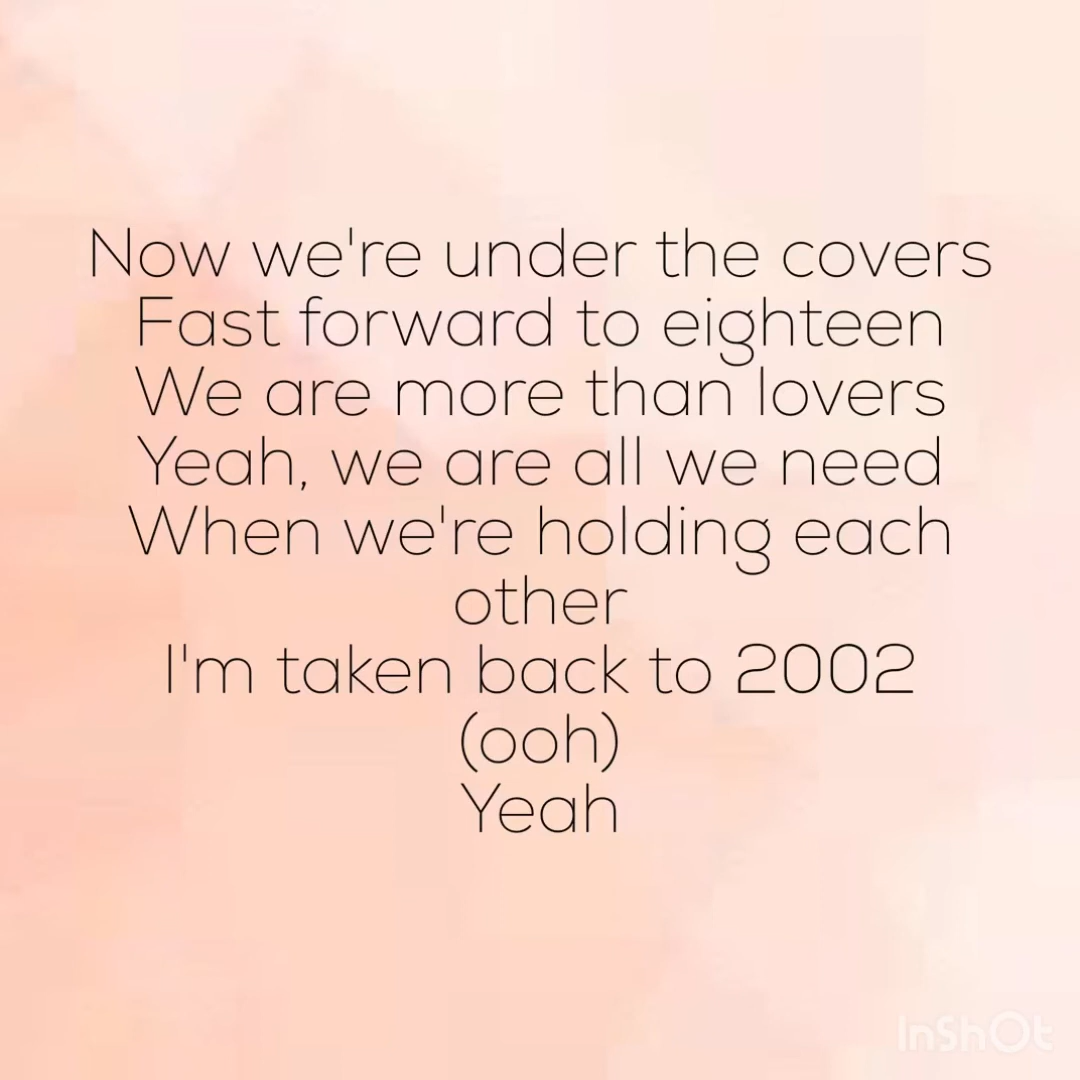 Now we're under the covers
Fast forward to eighteen
We are more than lovers
Yeah, we are all we need
When we're holding each
other
I'm taken back to 2002
(ooh)
Yeah
InShOt